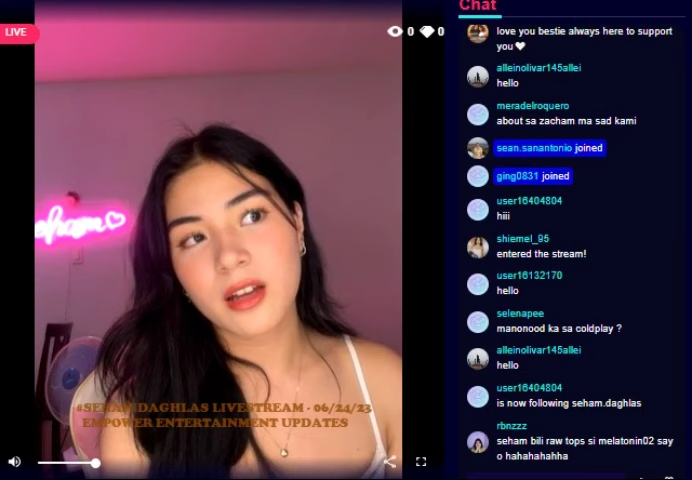 Chat
LIVE
0
0
love you bestie always here to support
you
alleinolivar145allei
hello
meradelroquero
about sa zacham ma sad kami
sean.sanantonio joined
ging0831 joined
user16404804
hiii
shiemel_95
entered the stream!
user16132170
hello
selenapee
manonood ka sa coldplay ?
alleinolivar145allei
hello
user16404804
is now following seham.daghlas
rbnzzz
seham bili raw tops si melatonin02 say
o hahahahahha
eham
#SEHAM DAGHLAS LIVESTREAM - 06/24/23
EMPOWER ENTERTAINMENT UPDATES